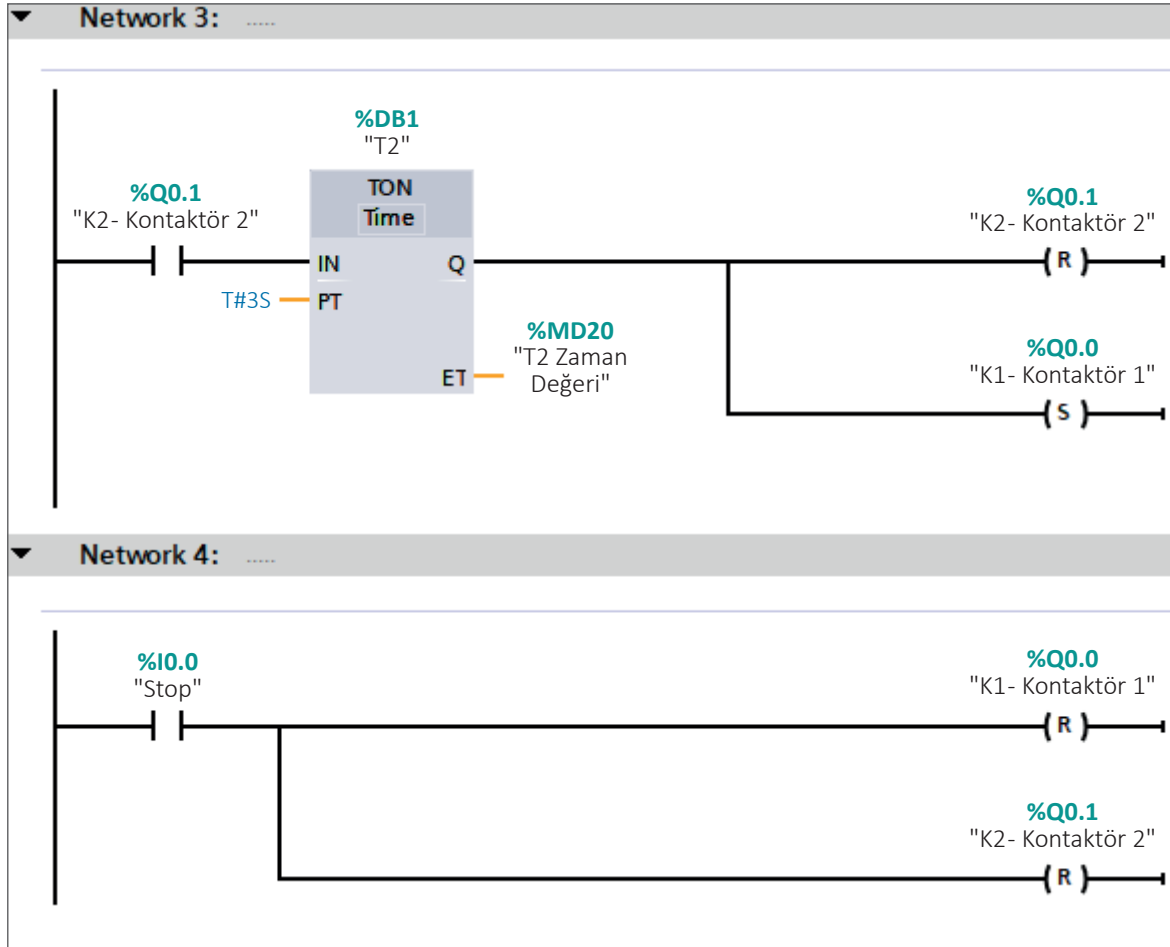 Network 3: .....
%DB1
"T2"
%Q0.1
"K2- Kontaktör 2"
TON
Time
IN
Q
T#3S
PT
%MD20
"T2 Zaman
Değeri"
ET
%Q0.1
"K2- Kontaktör 2"
R
%Q0.0
"K1- Kontaktör 1"
S
Network 4: .....
%I0.0
"Stop"
%Q0.0
"K1- Kontaktör 1"
R
%Q0.1
"K2- Kontaktör 2"
R